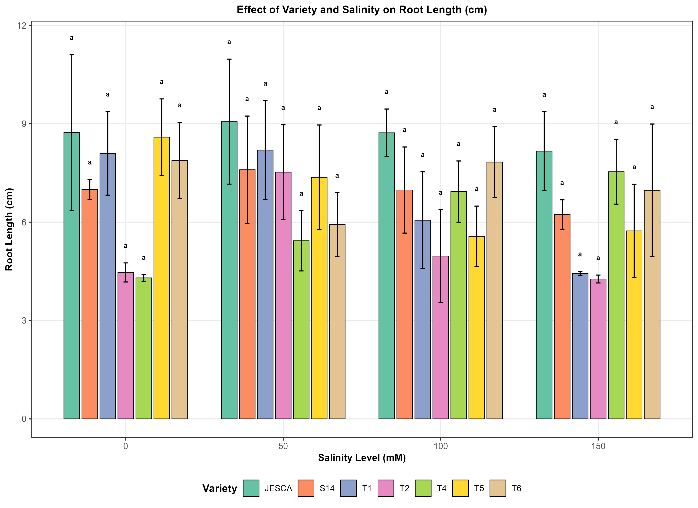 Effect of Variety and Salinity on Root Length (cm)
Root Length (cm)
12
9
6
3
0
a a a a a a a
a a a a a a a
a a a a a a a
a a a a a a a
0 50 100 150
Salinity Level (mM)
Variety JESCA S14 T1 T2 T4 T5 T6